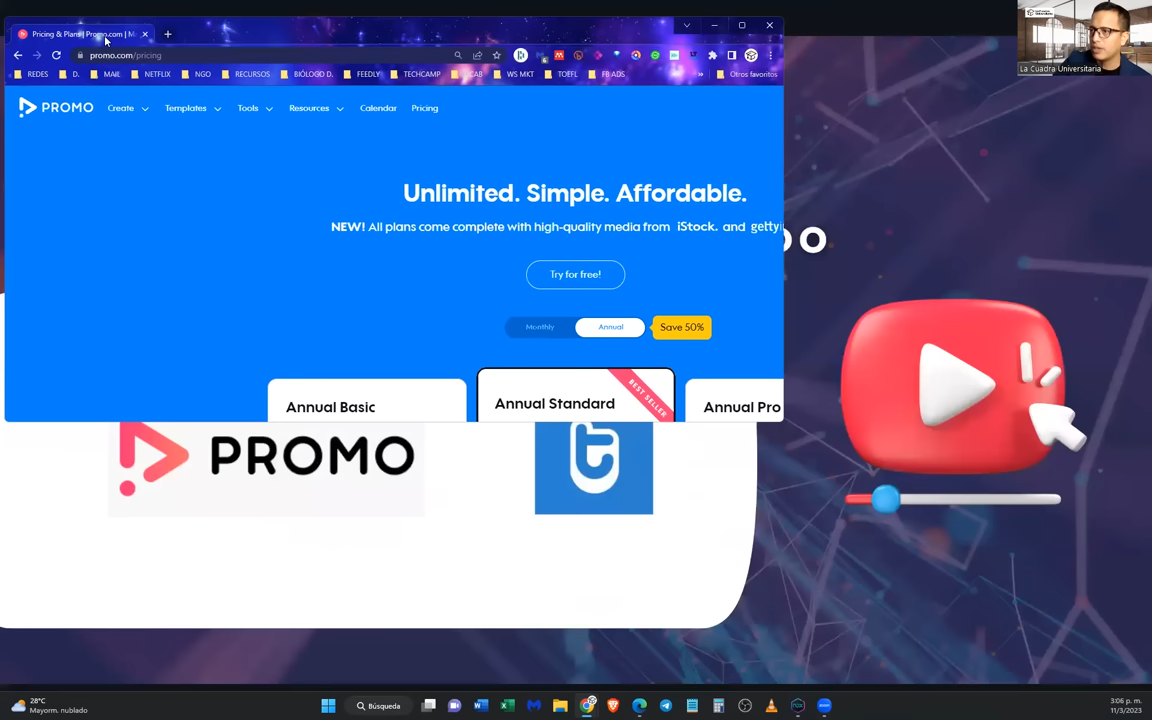 Pricing & Plans | Promo.com | M
promo.com/pricing
REDES
D.
MAIL
NETFLIX
NGO
RECURSOS
BIÓLOGO D.
FEEDLY
TECHCAMP
WS MKT
TOEFL
FB ADS
»
Otros favoritos
La Cuadra Universitaria
PROMO
Create
Templates
Tools
Resources
Calendar
Pricing
Unlimited. Simple. Affordable.
NEW! All plans come complete with high-quality media from iStock. and getty
Try for free!
Monthly
Annual
Save 50%
BEST SELLER
Annual Basic
Annual Standard
Annual Pro
O
PROMO
t
28°C
Mayorm. nublado
Búsqueda
3:06 p. m.
11/3/2023